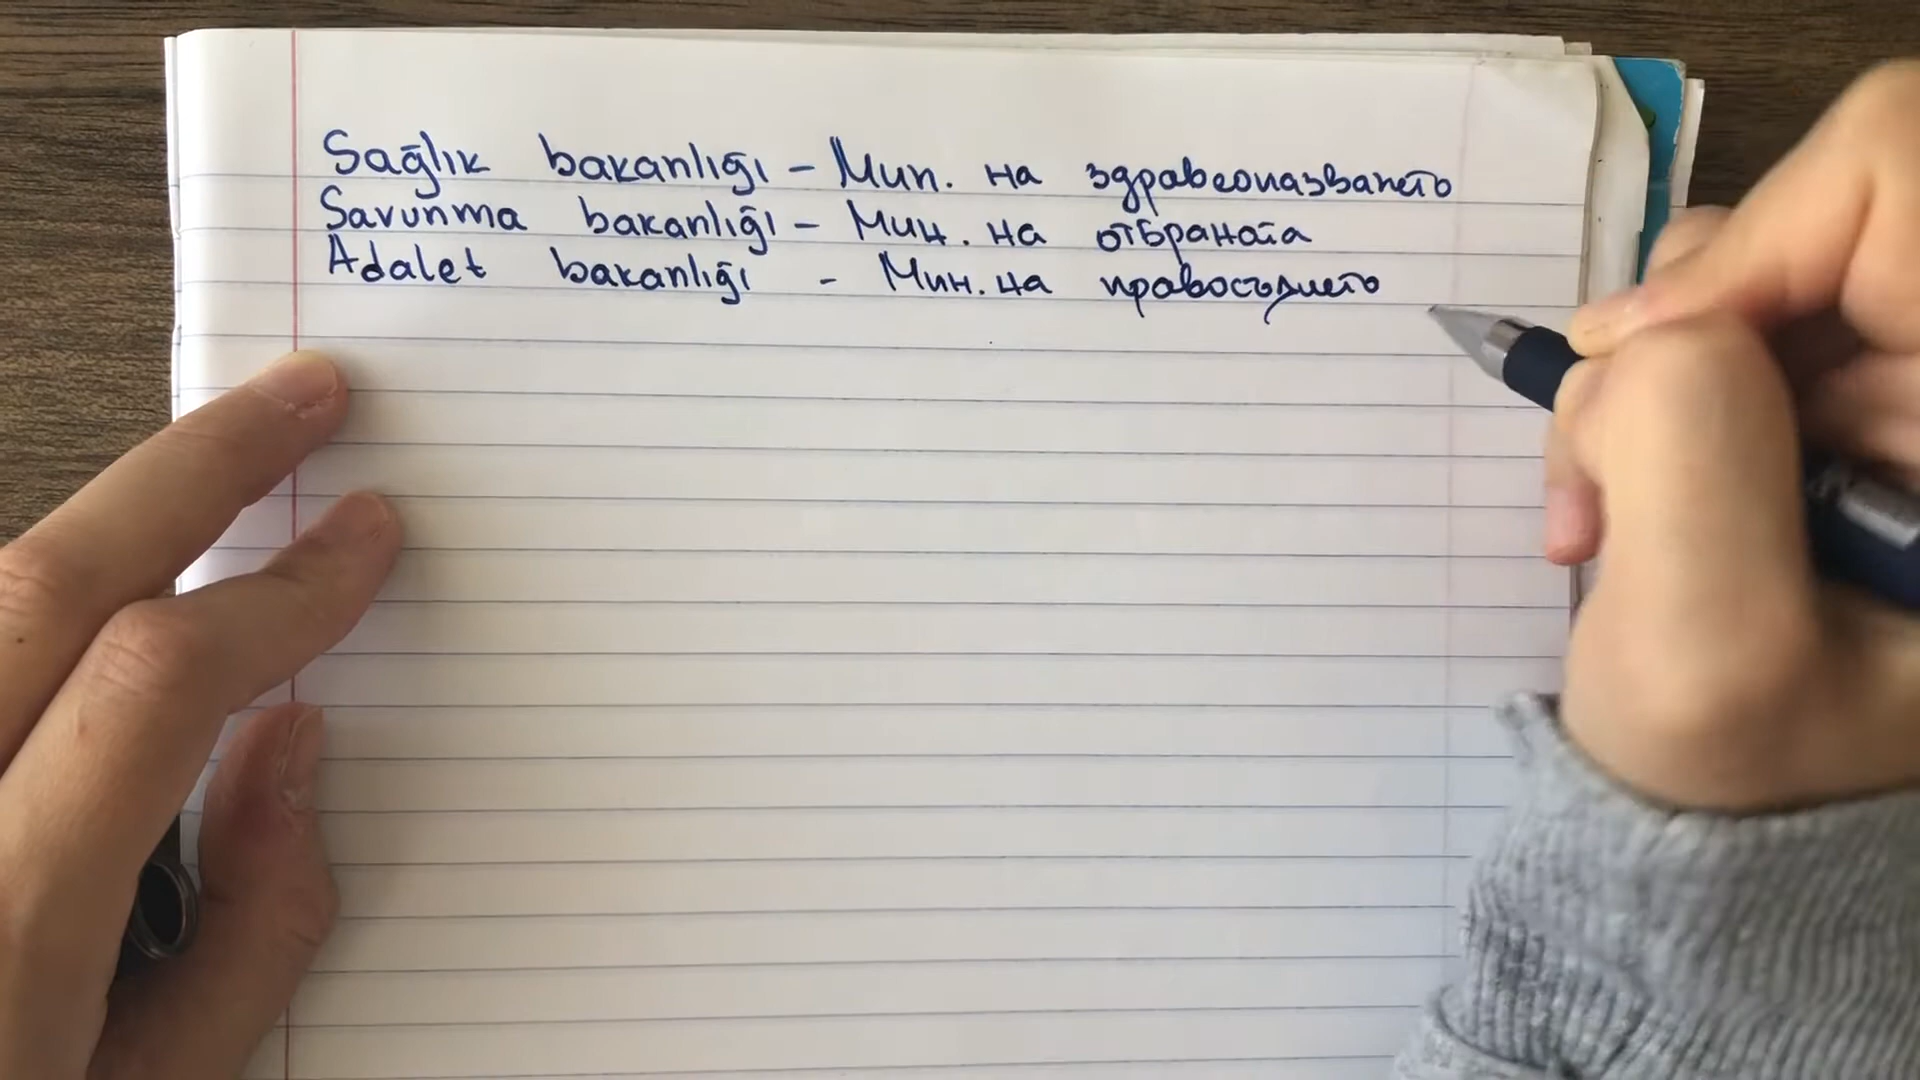 Sağlık bakanlığı - Мин. на здравеопазването
Savunma bakanlığı - Мин. на отбраната
Adalet bakanlığı - Мин. на правосъдието